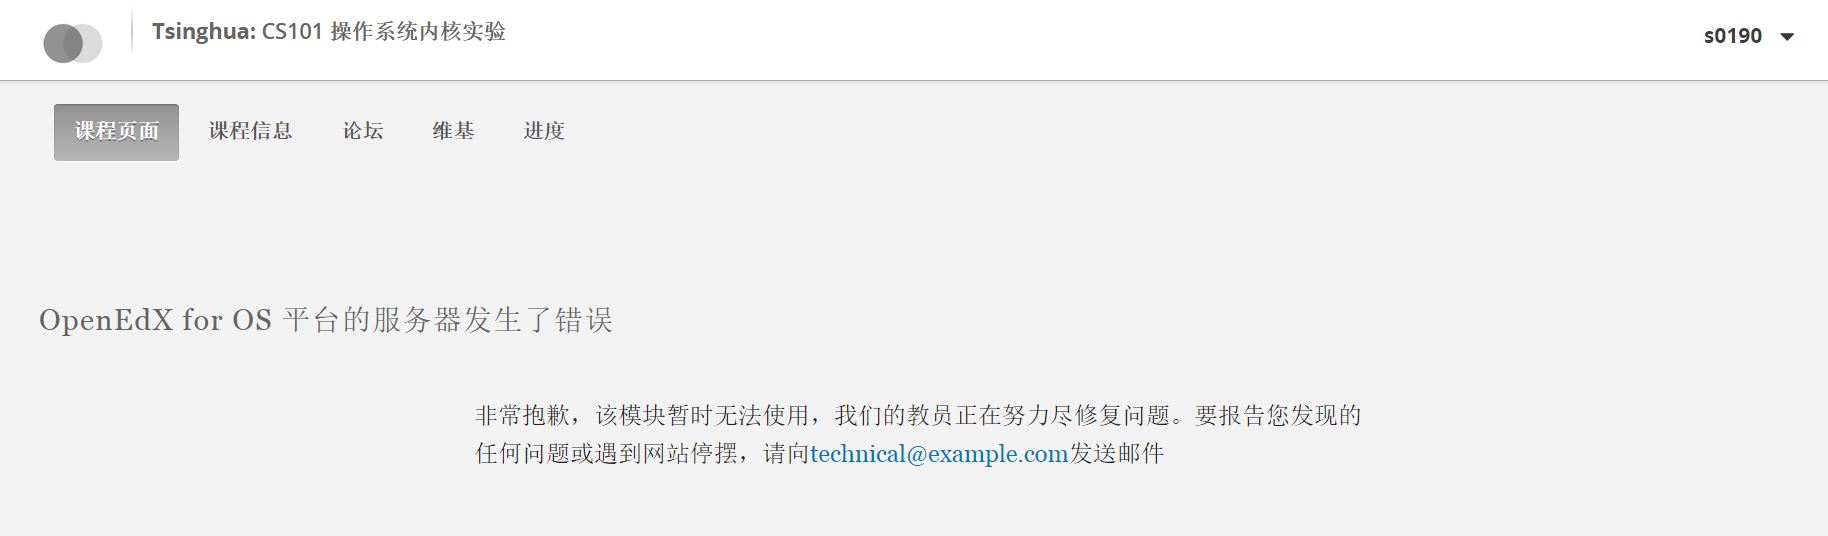 Tsinghua: CS101 操作系统内核实验
s0190
课程页面 课程信息 论坛 维基 进度
OpenEdX for OS 平台的服务器发生了错误
非常抱歉，该模块暂时无法使用，我们的教员正在努力尽修复问题。要报告您发现的
任何问题或遇到网站停摆，请向technical@example.com发送邮件